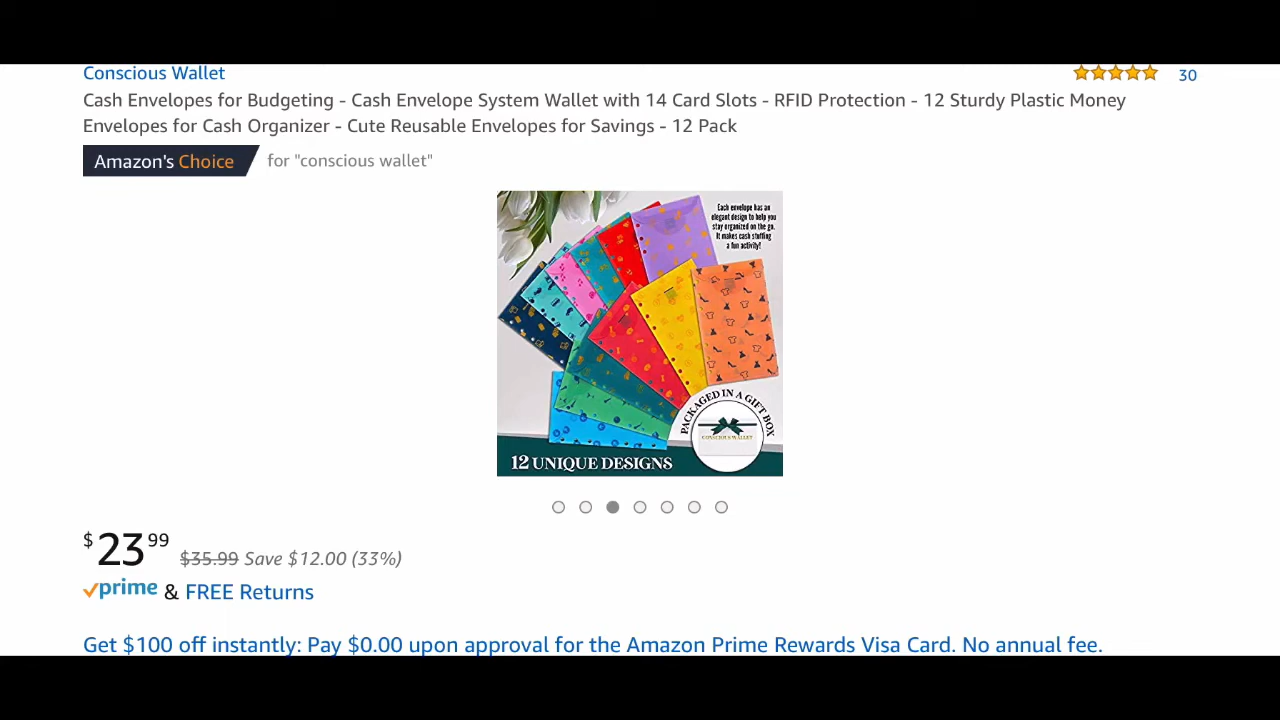 Conscious Wallet
30
Cash Envelopes for Budgeting - Cash Envelope System Wallet with 14 Card Slots - RFID Protection - 12 Sturdy Plastic Money
Envelopes for Cash Organizer - Cute Reusable Envelopes for Savings - 12 Pack
Amazon's Choice for "conscious wallet"
Each envelope has an
elegant design to help you
stay organized on the go.
It makes cash stuffing
a fun activity!
PACKAGED IN A GIFT BOX
CONSCIOUS WALLET
12 UNIQUE DESIGNS
$23.99 $35.99 Save $12.00 (33%)
prime & FREE Returns
Get $100 off instantly: Pay $0.00 upon approval for the Amazon Prime Rewards Visa Card. No annual fee.